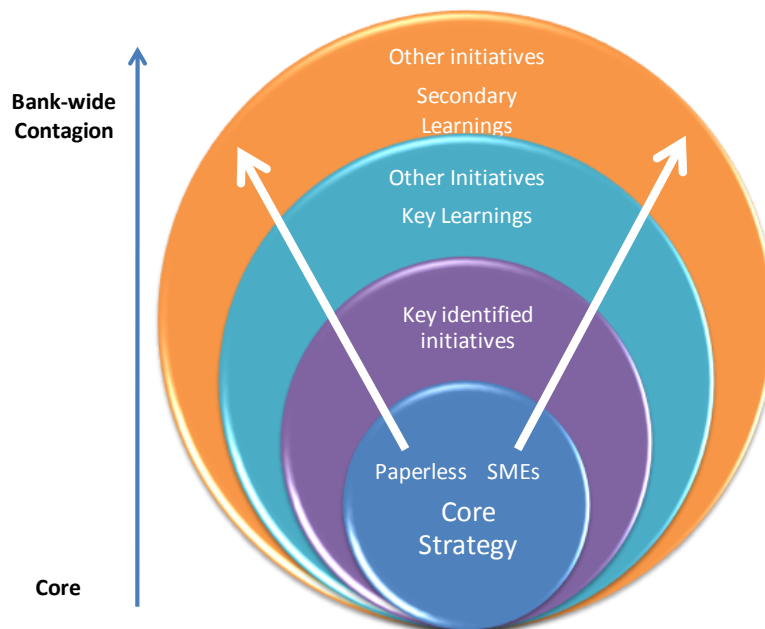 Other initiatives
Secondary
Learnings
Bank-wide
Contagion
Other Initiatives
Key Learnings
Key identified
initiatives
Paperless SMEs
Core
Strategy
Core